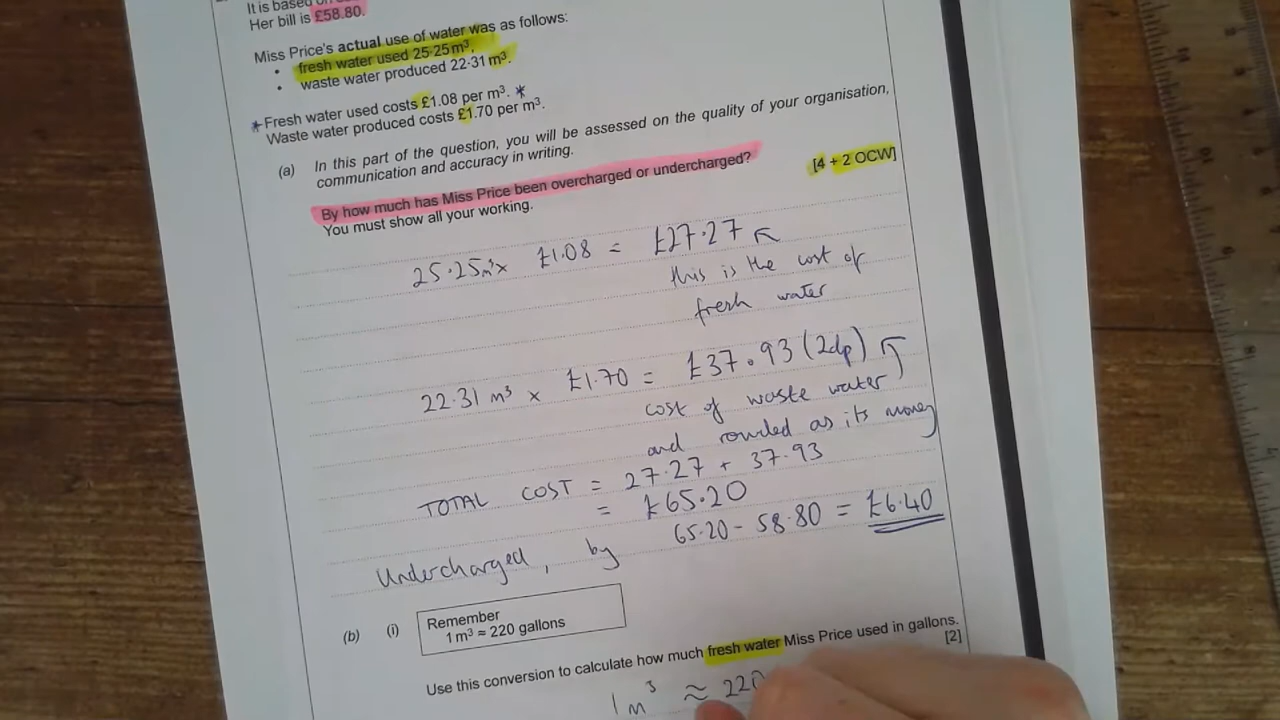 It is based on
Her bill is £58.80.
Miss Price's actual use of water was as follows:
• fresh water used 25·25 m³,
• waste water produced 22·31 m³.
*Fresh water used costs £1.08 per m³. *
Waste water produced costs £1.70 per m³.
(a) In this part of the question, you will be assessed on the quality of your organisation,
communication and accuracy in writing.
By how much has Miss Price been overcharged or undercharged? [4 + 2 OCW]
You must show all your working.
25·25m³ x £1.08 = £27·27 ↖
this is the cost of
fresh water
22·31 m³ x £1·70 = £37.93 (2dp) ↖
cost of waste water
and rounded as its money
TOTAL COST = 27·27 + 37·93
= £65·20
65·20 - 58·80 = £6·40
Undercharged, by
(b) (i) Remember
1 m³ ≈ 220 gallons
Use this conversion to calculate how much fresh water Miss Price used in gallons.
[2]
1 m³ ≈ 220